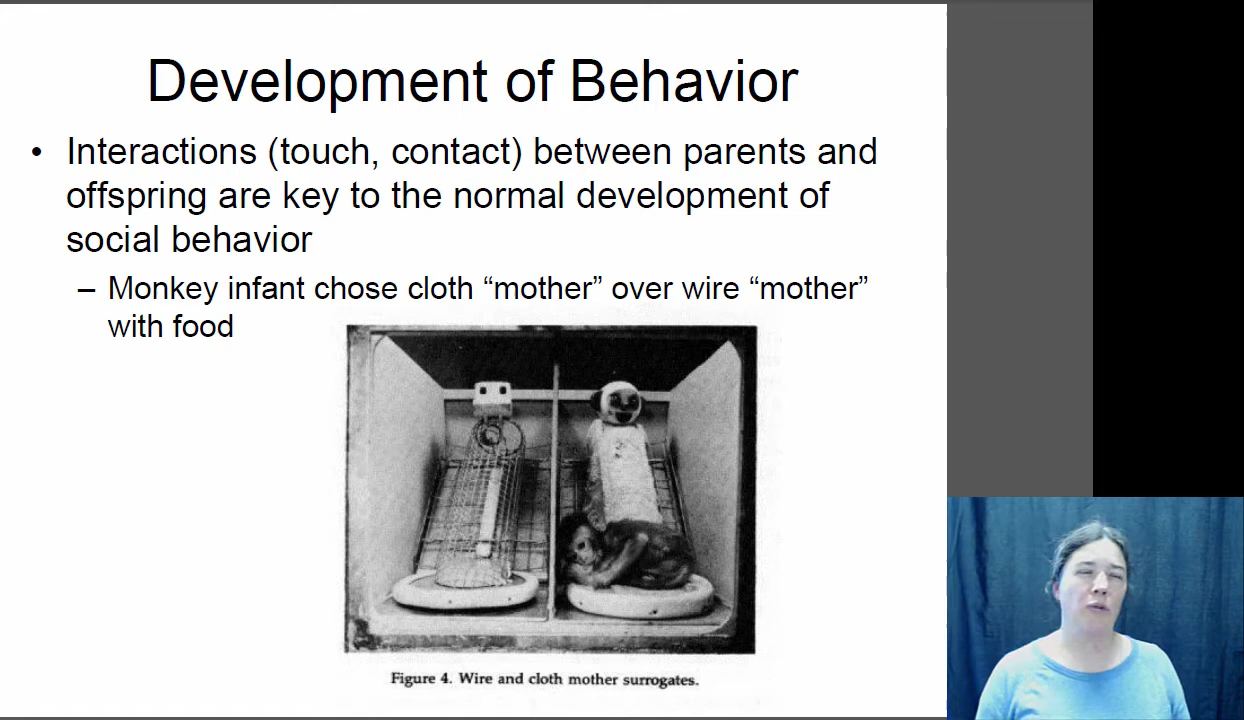 Development of Behavior
• Interactions (touch, contact) between parents and
offspring are key to the normal development of
social behavior
– Monkey infant chose cloth “mother” over wire “mother”
with food
Figure 4. Wire and cloth mother surrogates.